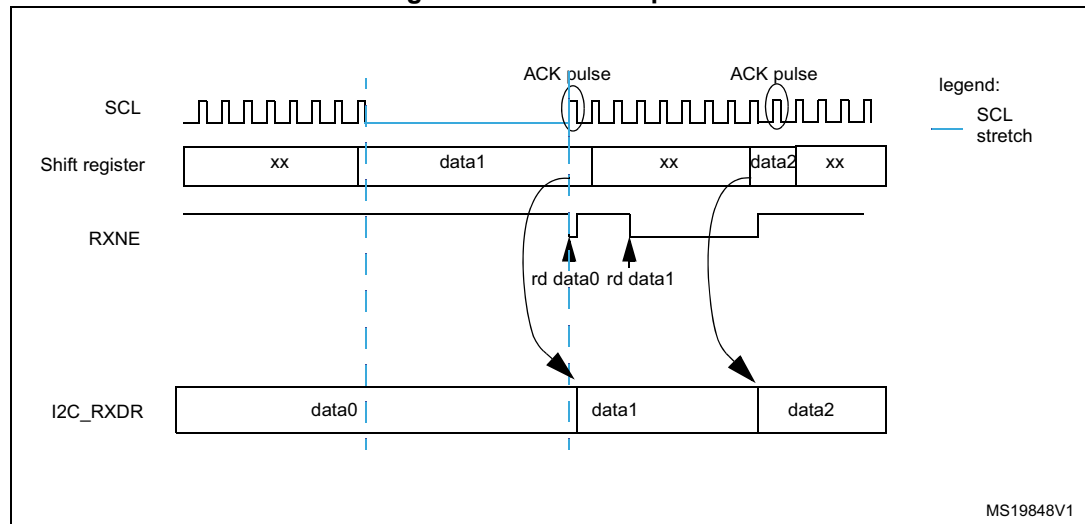 ACK pulse
ACK pulse
legend:
SCL
SCL
stretch
Shift register
xx
data1
xx
data2
xx
RXNE
rd data0
rd data1
I2C_RXDR
data0
data1
data2
MS19848V1